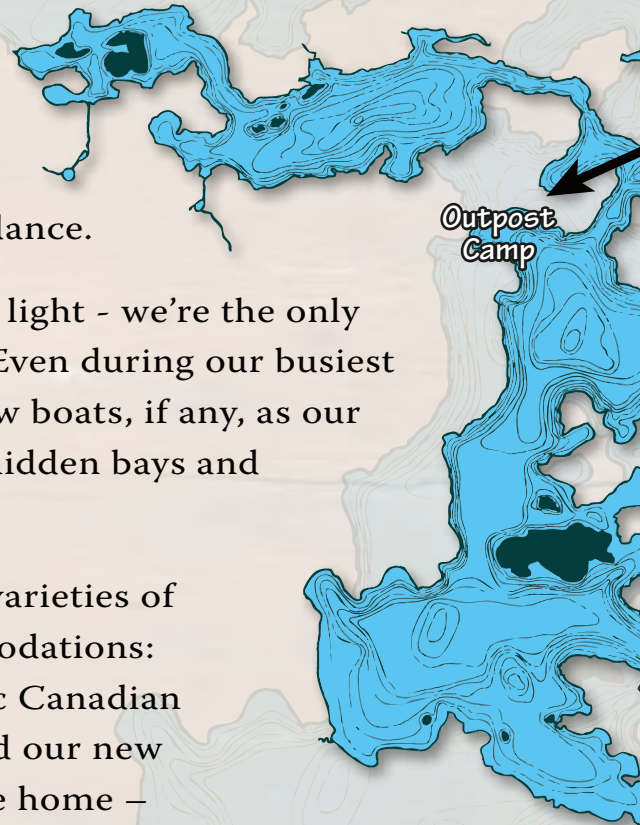 lance.
Outpost
Camp
light - we're the only
Even during our busiest
w boats, if any, as our
hidden bays and
varieties of
odations:
c Canadian
d our new
e home –